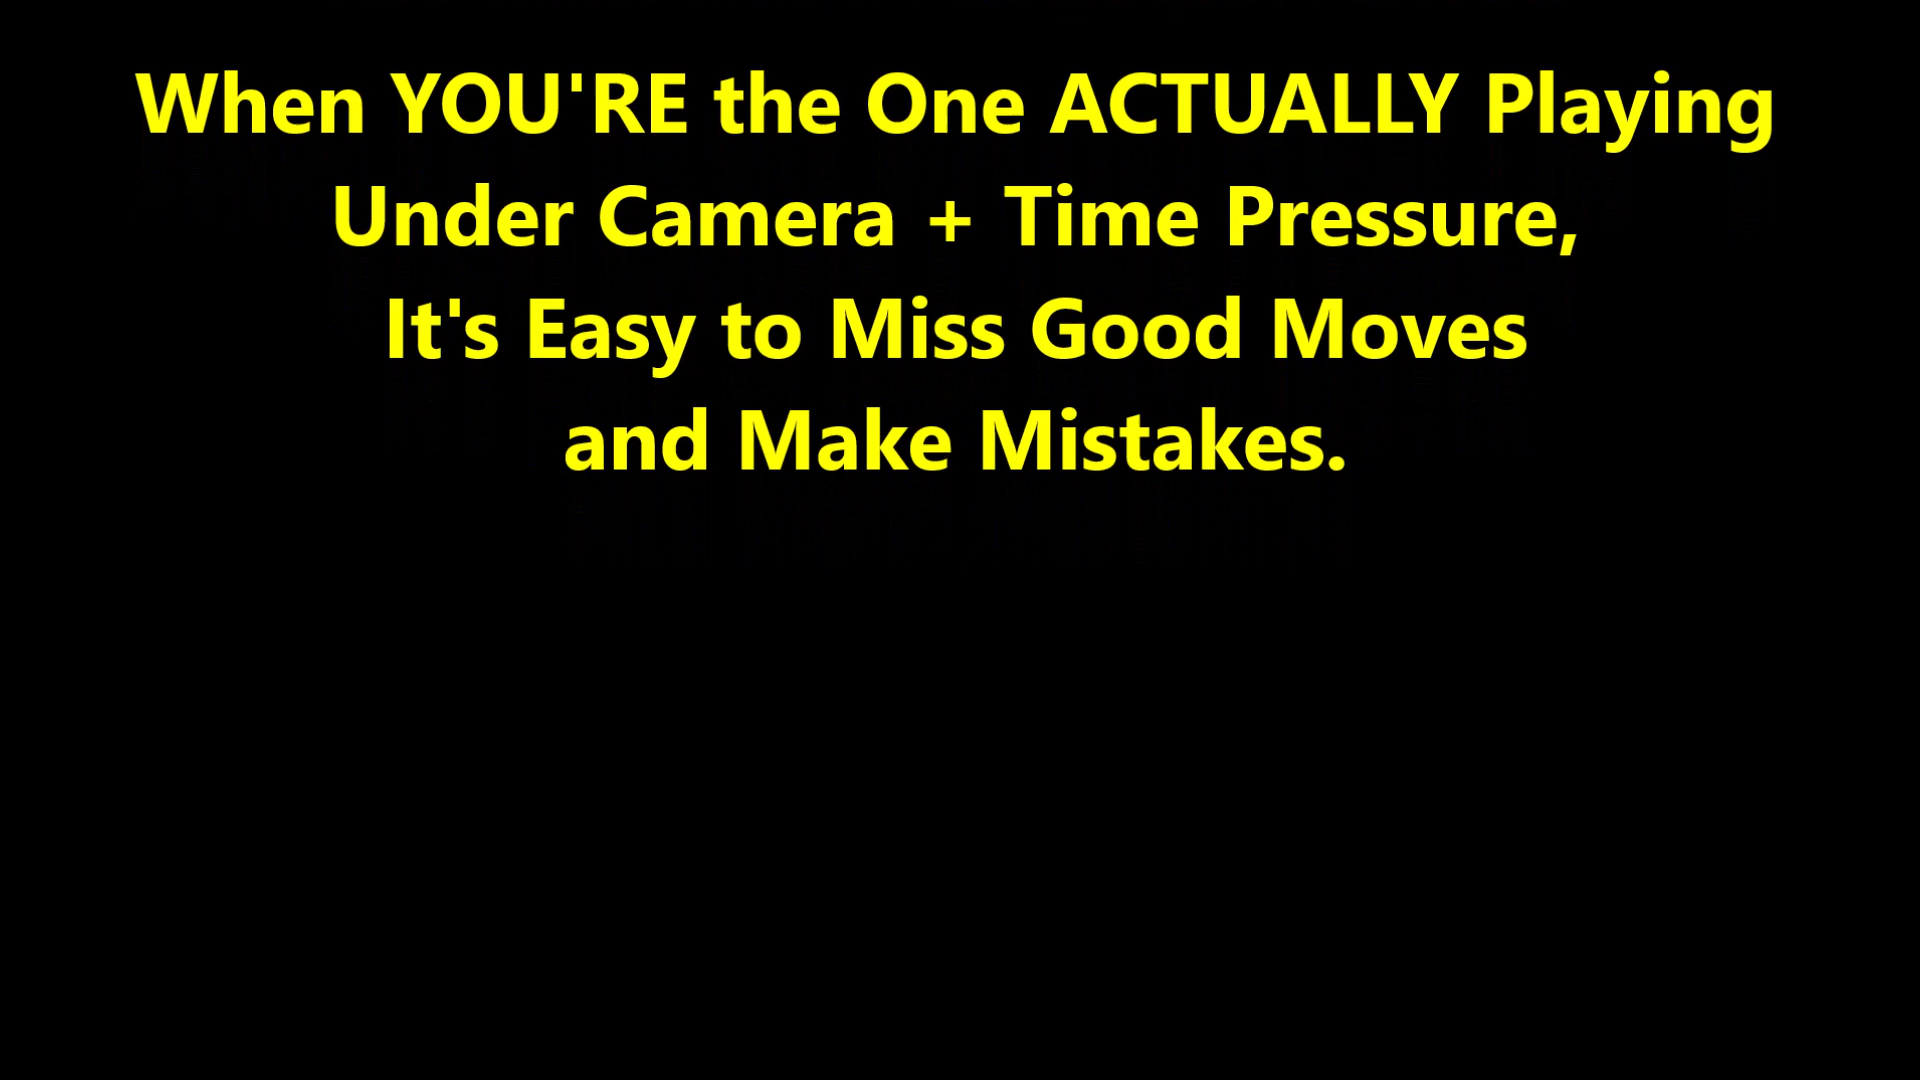 When YOU'RE the One ACTUALLY Playing
Under Camera + Time Pressure,
It's Easy to Miss Good Moves
and Make Mistakes.